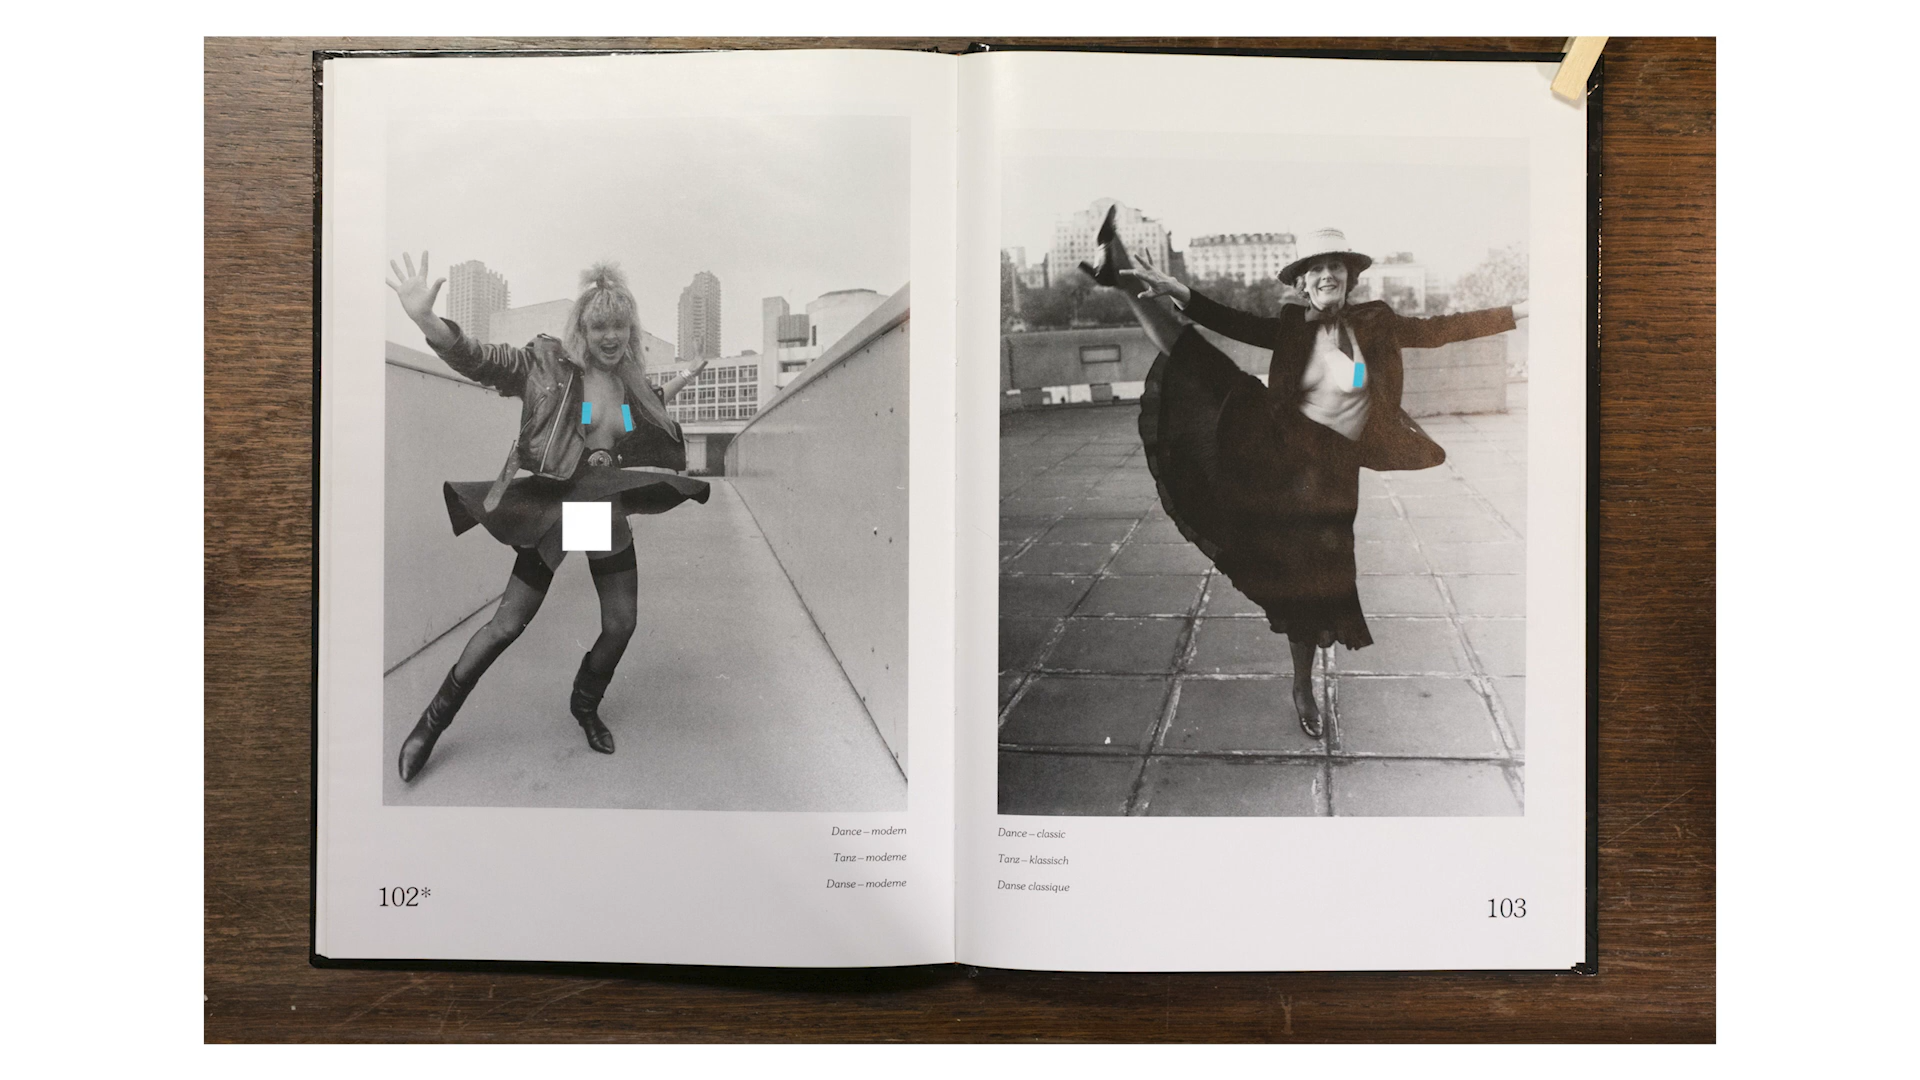 Dance – modern
Tanz – moderne
Danse – moderne
102*
Dance – classic
Tanz – klassisch
Danse classique
103